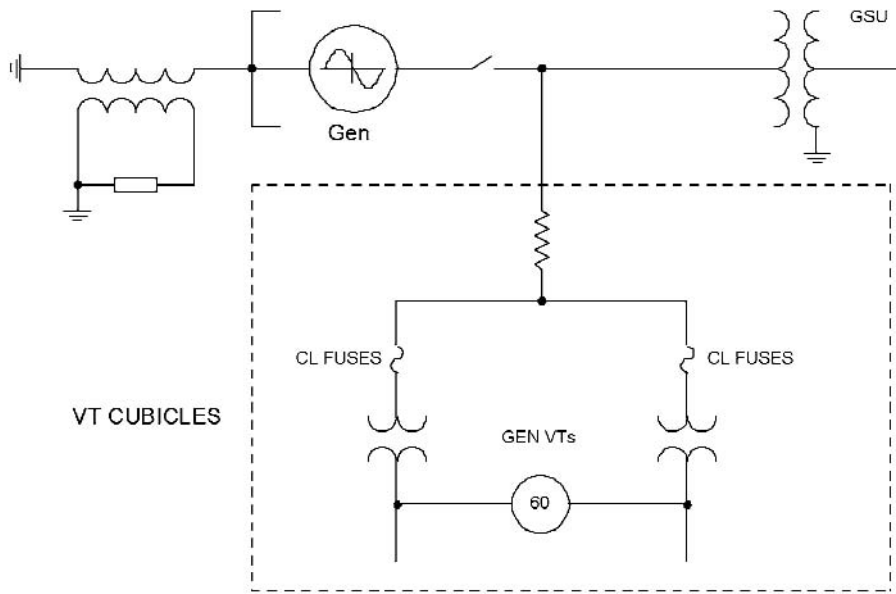 GSU
Gen
CL FUSES
CL FUSES
VT CUBICLES
GEN VTs
60